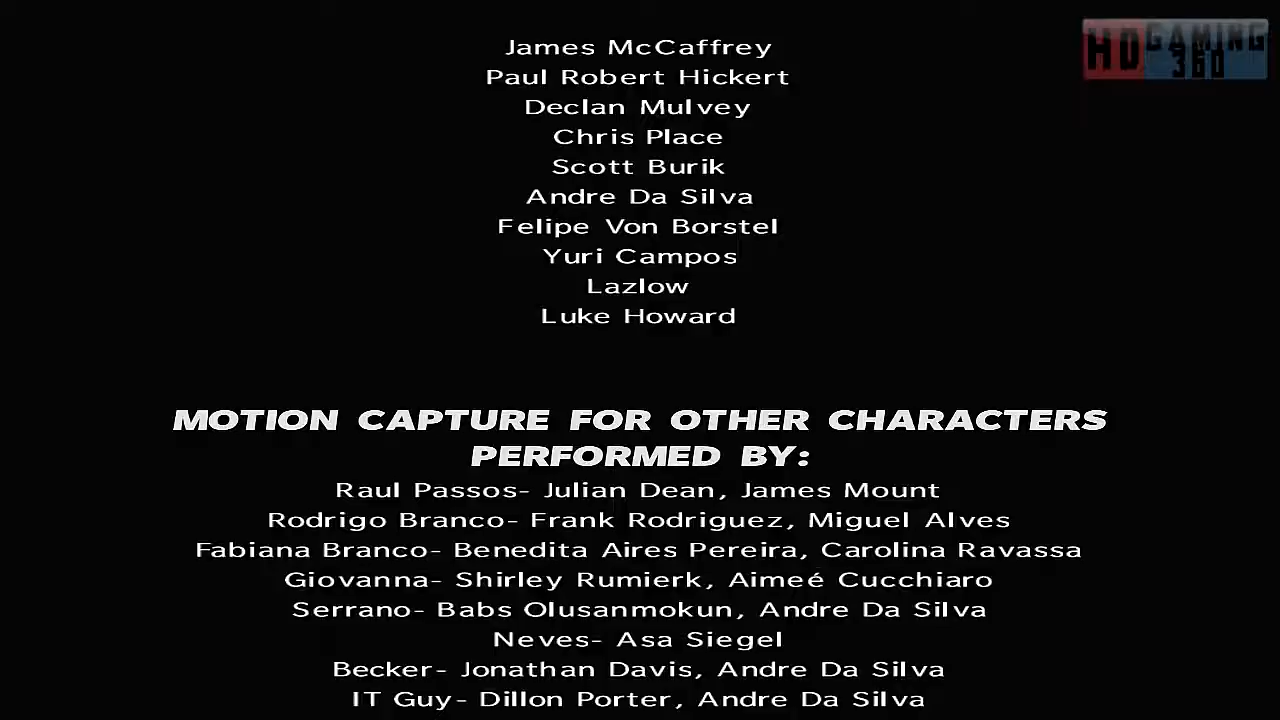 HD GAMING
360
James McCaffrey
Paul Robert Hickert
Declan Mulvey
Chris Place
Scott Burik
Andre Da Silva
Felipe Von Borstel
Yuri Campos
Lazlow
Luke Howard
MOTION CAPTURE FOR OTHER CHARACTERS
PERFORMED BY:
Raul Passos- Julian Dean, James Mount
Rodrigo Branco- Frank Rodriguez, Miguel Alves
Fabiana Branco- Benedita Aires Pereira, Carolina Ravassa
Giovanna- Shirley Rumierk, Aimeé Cucchiaro
Serrano- Babs Olusanmokun, Andre Da Silva
Neves- Asa Siegel
Becker- Jonathan Davis, Andre Da Silva
IT Guy- Dillon Porter, Andre Da Silva